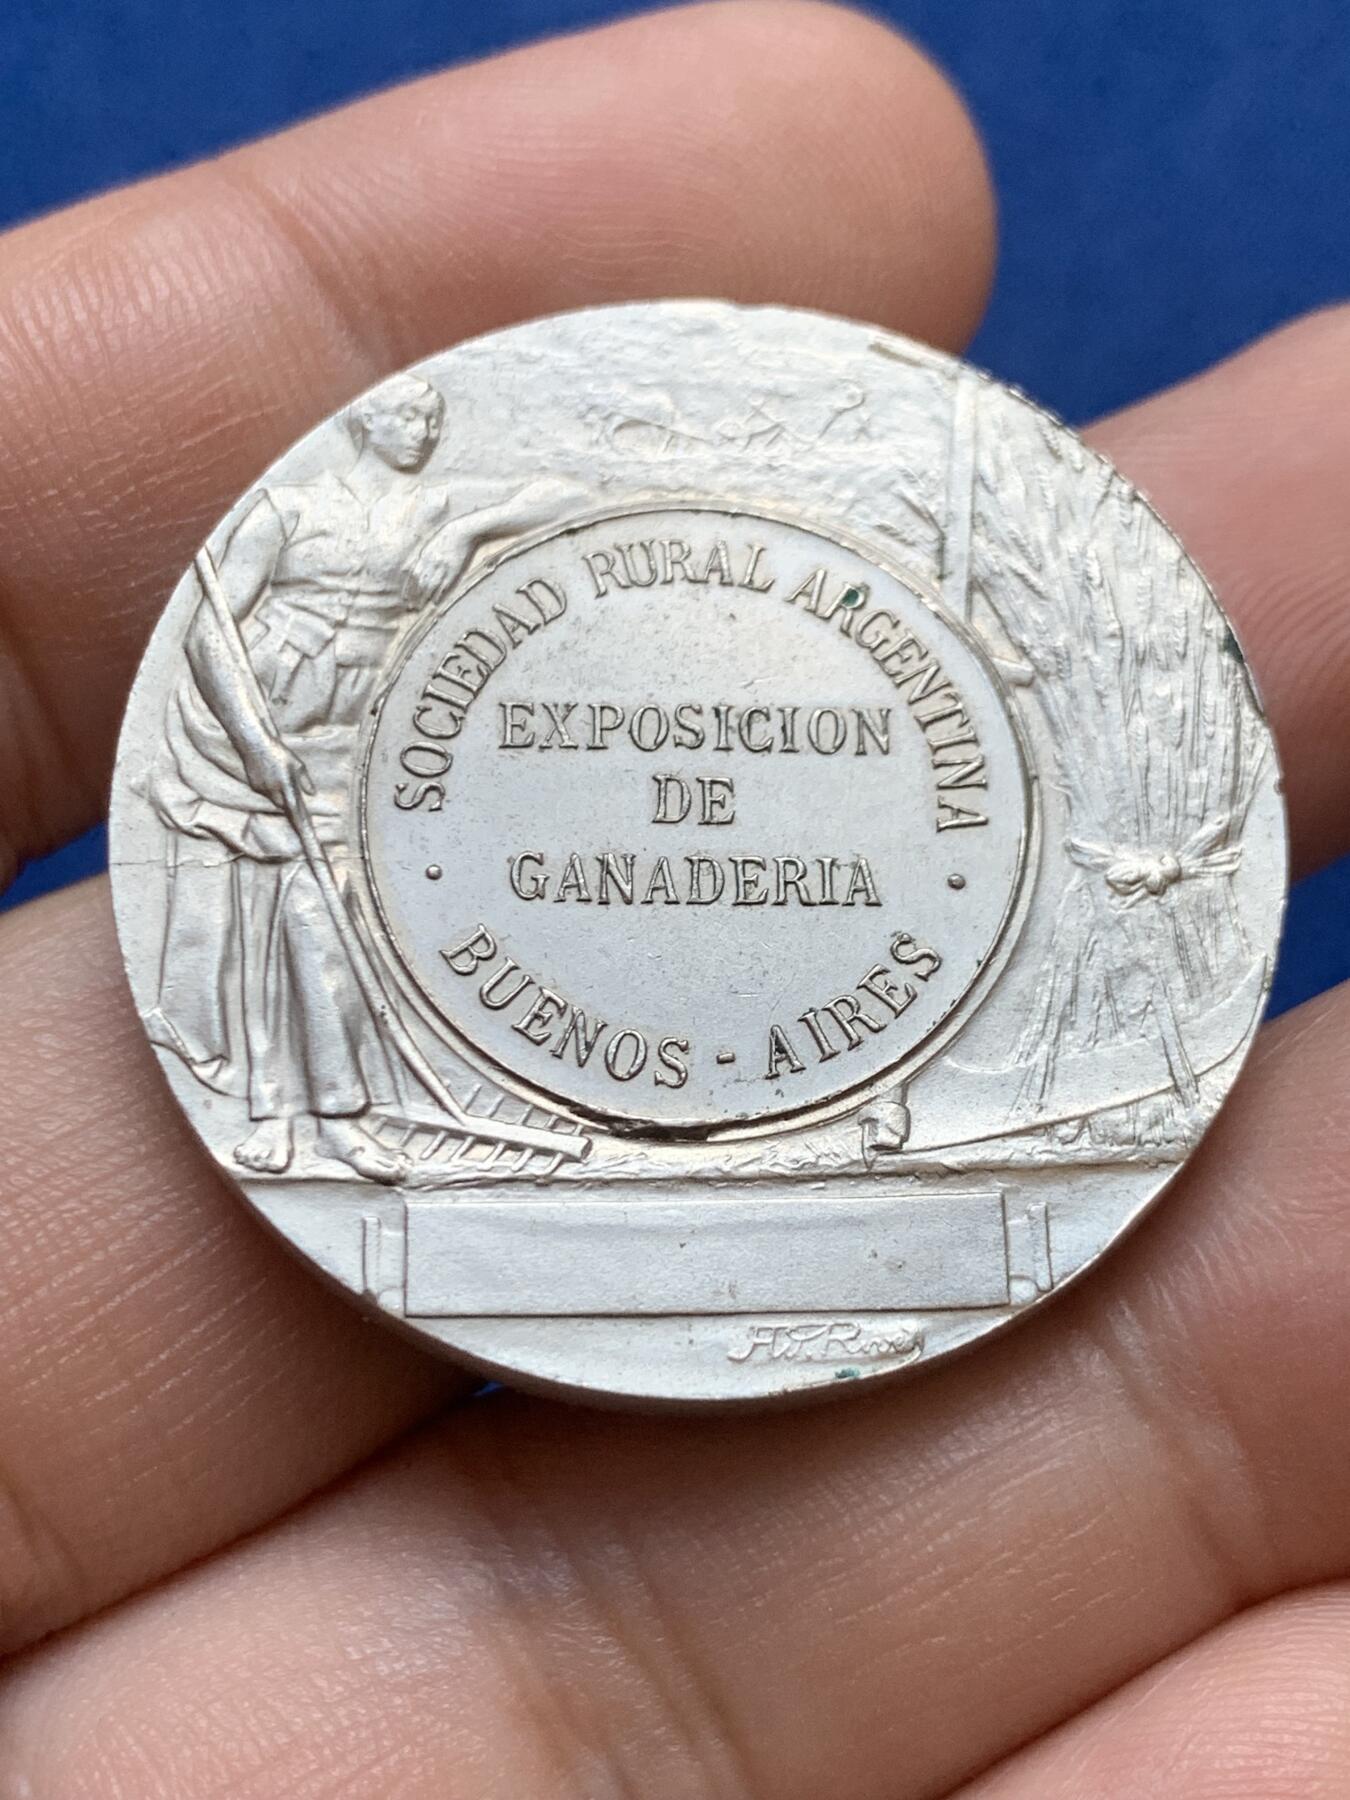 SOCIEDAD RURAL ARGENTINA
EXPOSICION
DE
GANADERIA
BUENOS - AIRES